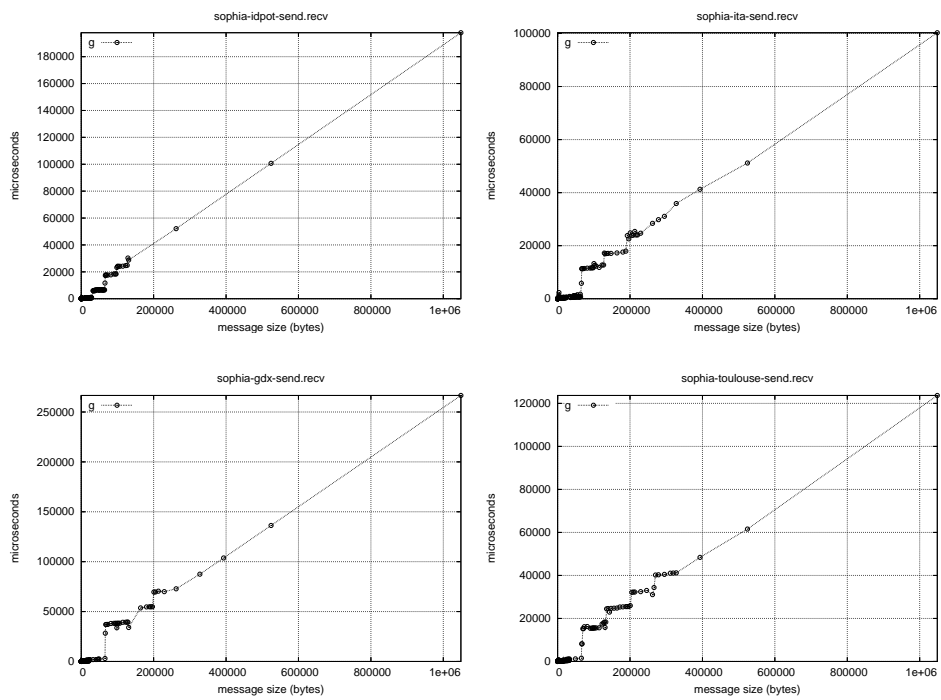 sophia-idpot-send.recv
g
180000
160000
140000
120000
100000
80000
60000
40000
20000
0
microseconds
0 200000 400000 600000 800000 1e+06
message size (bytes)
sophia-ita-send.recv
g
100000
80000
60000
40000
20000
0
microseconds
0 200000 400000 600000 800000 1e+06
message size (bytes)
sophia-gdx-send.recv
g
250000
200000
150000
100000
50000
0
microseconds
0 200000 400000 600000 800000 1e+06
message size (bytes)
sophia-toulouse-send.recv
g
120000
100000
80000
60000
40000
20000
0
microseconds
0 200000 400000 600000 800000 1e+06
message size (bytes)